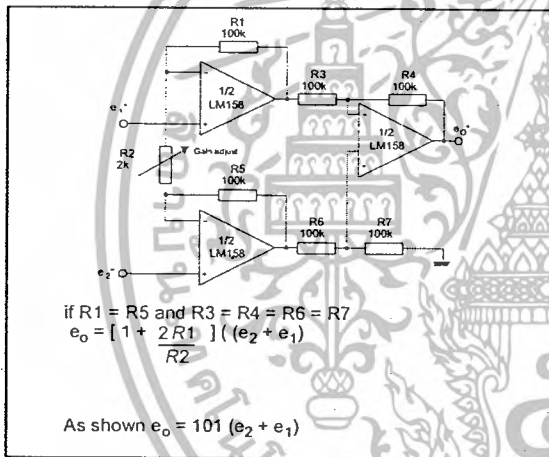 R1
100k
R3
100k
R4
100k
1/2
LM158
e1
1/2
LM158
eo
R2
2k
Gain adjust
R5
100k
1/2
LM158
R6
100k
R7
100k
e2
if R1 = R5 and R3 = R4 = R6 = R7
eo = [ 1 + 2 R1 / R2 ] ( (e2 + e1)
As shown eo = 101 (e2 + e1)